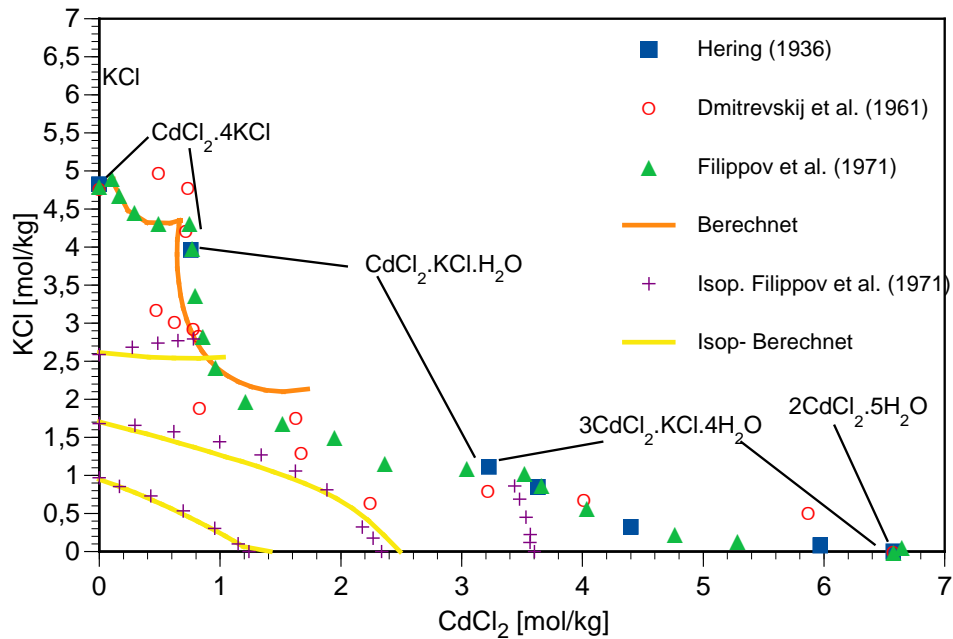 7
6,5
6
5,5
5
4,5
4
3,5
3
2,5
2
1,5
1
0,5
0
KCl [mol/kg]
KCl
CdCl₂.4KCl
CdCl₂.KCl.H₂O
3CdCl₂.KCl.4H₂O
2CdCl₂.5H₂O
Hering (1936)
Dmitrevskij et al. (1961)
Filippov et al. (1971)
Berechnet
Isop. Filippov et al. (1971)
Isop- Berechnet
0 1 2 3 4 5 6 7
CdCl₂ [mol/kg]